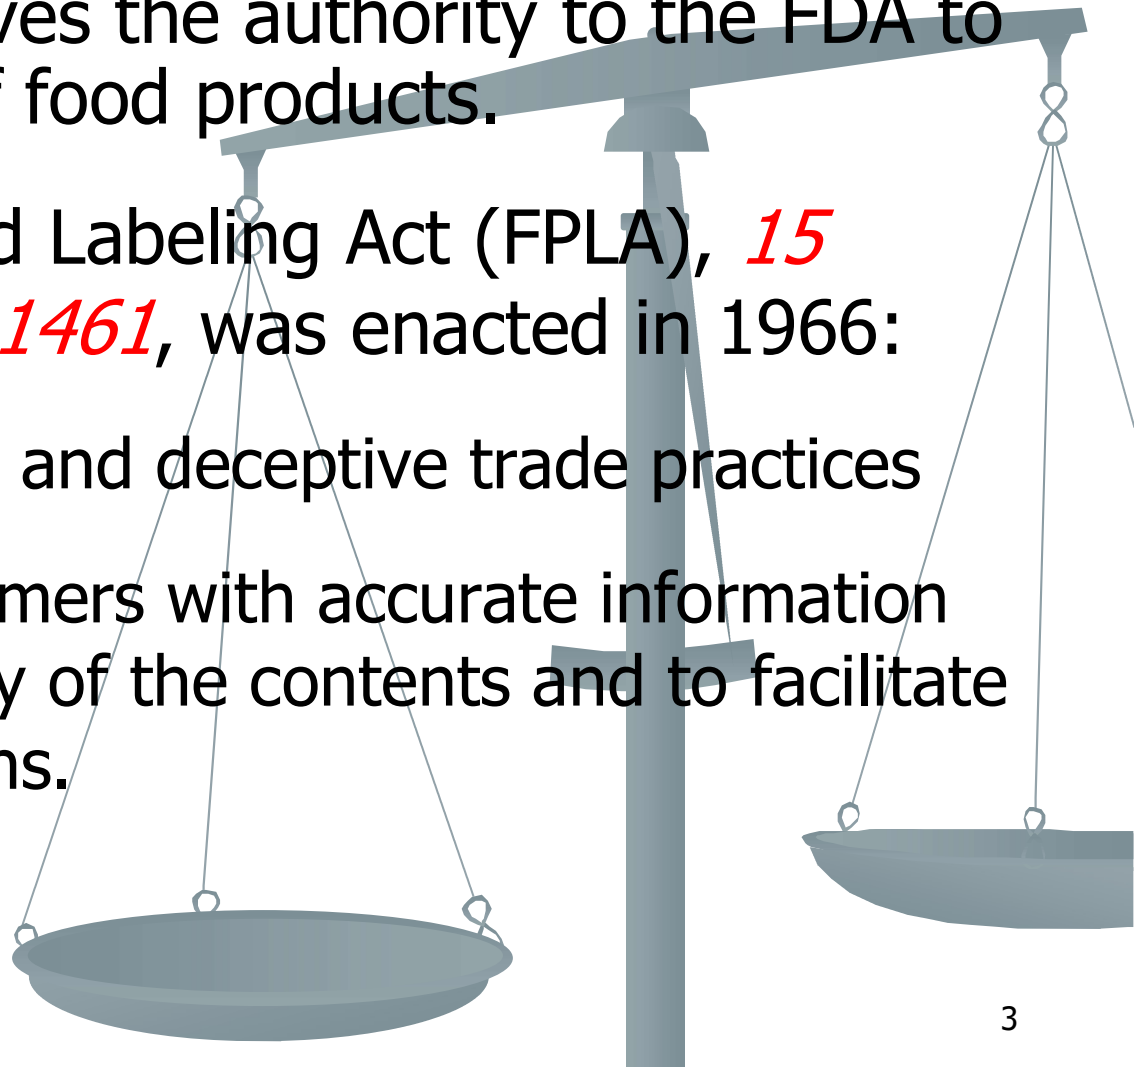 ves the authority to the FDA to
f food products.
d Labeling Act (FPLA), 15
1461, was enacted in 1966:
and deceptive trade practices
mers with accurate information
y of the contents and to facilitate
ns.
3